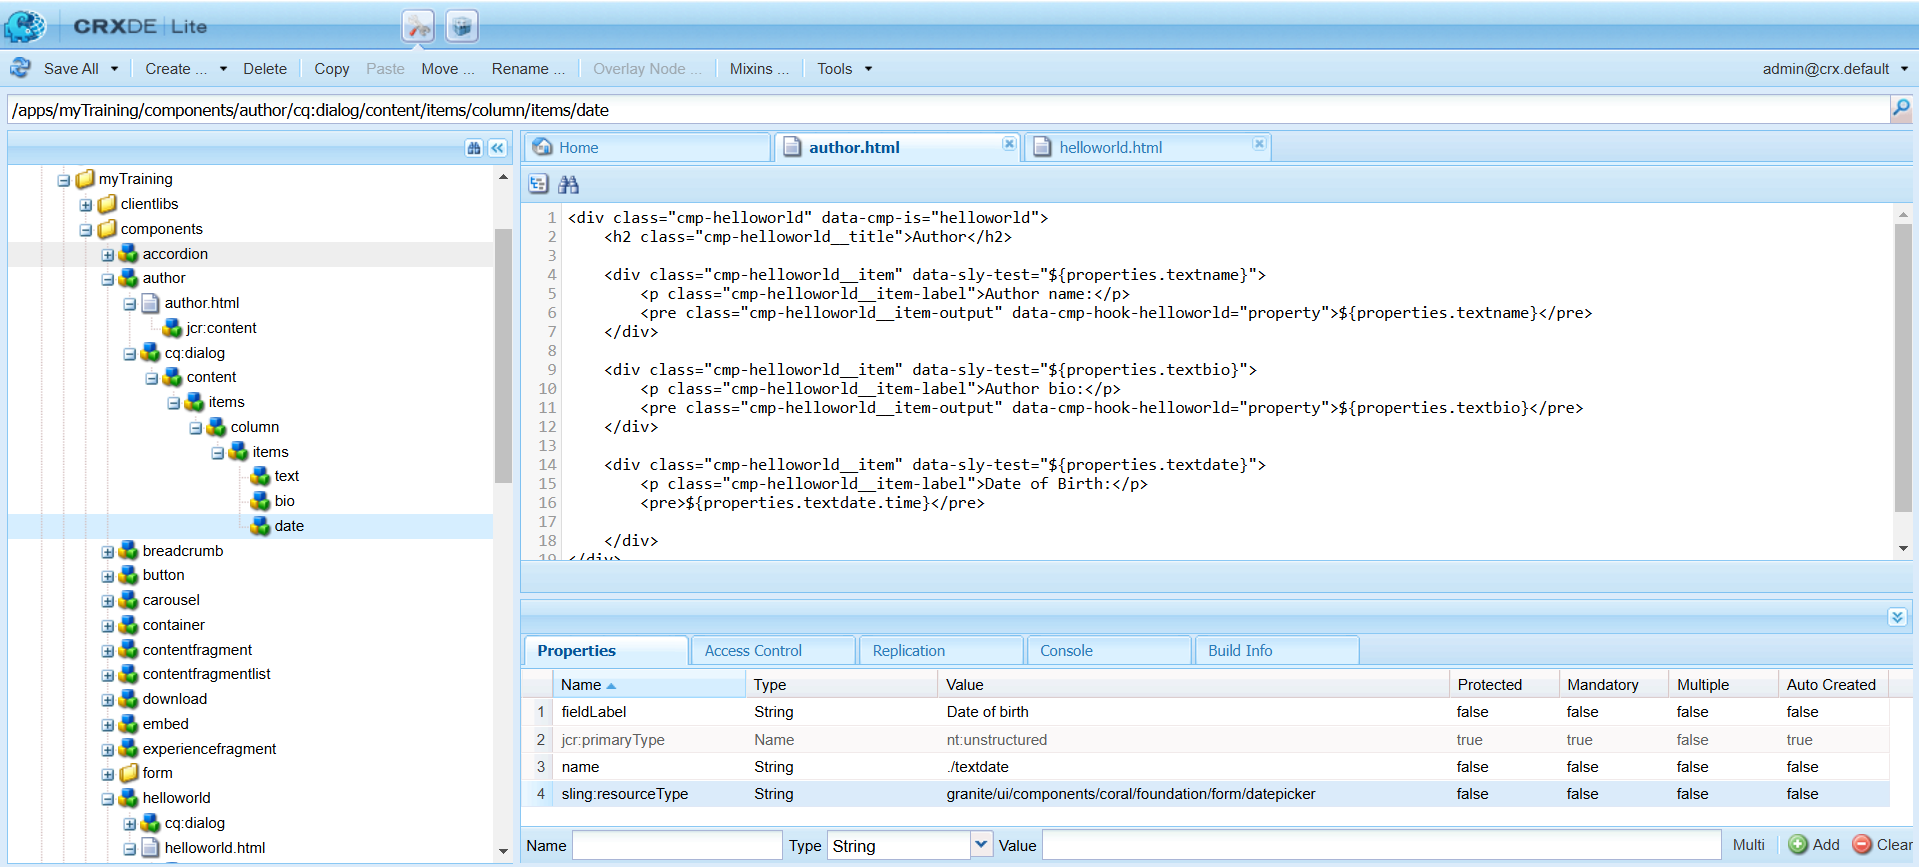 CRXDE | Lite
Save All Create ... Delete Copy Paste Move ... Rename ... Overlay Node ... Mixins ... Tools admin@crx.default
/apps/myTraining/components/author/cq:dialog/content/items/column/items/date
myTraining
clientlibs
components
accordion
author
author.html
jcr:content
cq:dialog
content
items
column
items
text
bio
date
breadcrumb
button
carousel
container
contentfragment
contentfragmentlist
download
embed
experiencefragment
form
helloworld
cq:dialog
helloworld.html
Home author.html helloworld.html
1 <div class="cmp-helloworld" data-cmp-is="helloworld">
2 <h2 class="cmp-helloworld__title">Author</h2>
3
4 <div class="cmp-helloworld__item" data-sly-test="${properties.textname}">
5 <p class="cmp-helloworld__item-label">Author name:</p>
6 <pre class="cmp-helloworld__item-output" data-cmp-hook-helloworld="property">${properties.textname}</pre>
7 </div>
8
9 <div class="cmp-helloworld__item" data-sly-test="${properties.textbio}">
10 <p class="cmp-helloworld__item-label">Author bio:</p>
11 <pre class="cmp-helloworld__item-output" data-cmp-hook-helloworld="property">${properties.textbio}</pre>
12 </div>
13
14 <div class="cmp-helloworld__item" data-sly-test="${properties.textdate}">
15 <p class="cmp-helloworld__item-label">Date of Birth:</p>
16 <pre>${properties.textdate.time}</pre>
17
18 </div>
19 </div>
Properties Access Control Replication Console Build Info
Name Type Value Protected Mandatory Multiple Auto Created
1 fieldLabel String Date of birth false false false false
2 jcr:primaryType Name nt:unstructured true true false true
3 name String ./textdate false false false false
4 sling:resourceType String granite/ui/components/coral/foundation/form/datepicker false false false false
Name Type String Value Multi Add Clear